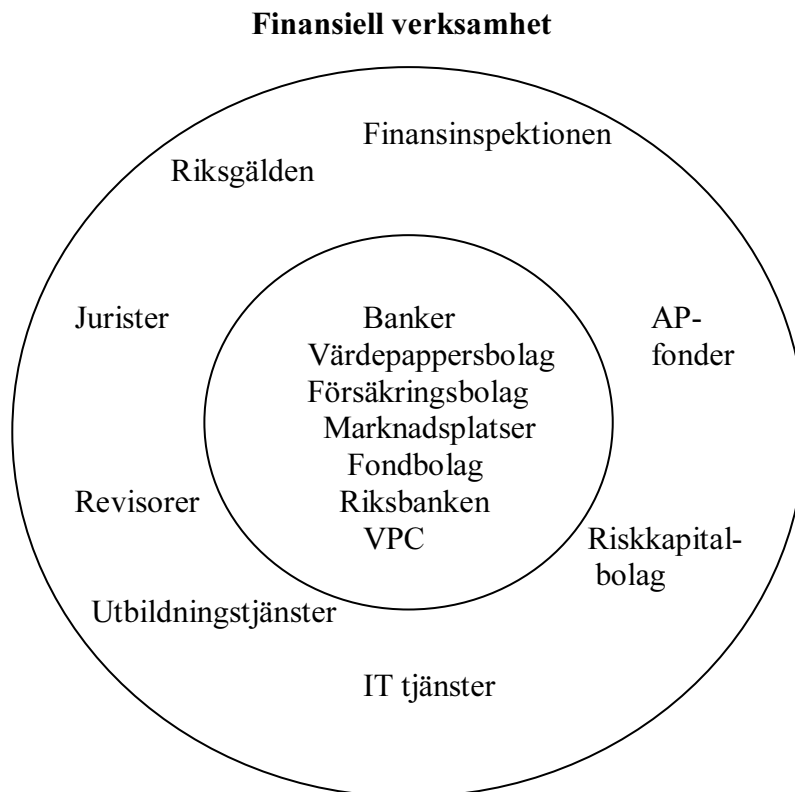 Finansiell verksamhet
Finansinspektionen
Riksgälden
Jurister
Banker
AP-
Värdepappersbolag
fonder
Försäkringsbolag
Marknadsplatser
Fondbolag
Revisorer
Riksbanken
VPC
Riskkapital-
bolag
Utbildningstjänster
IT tjänster